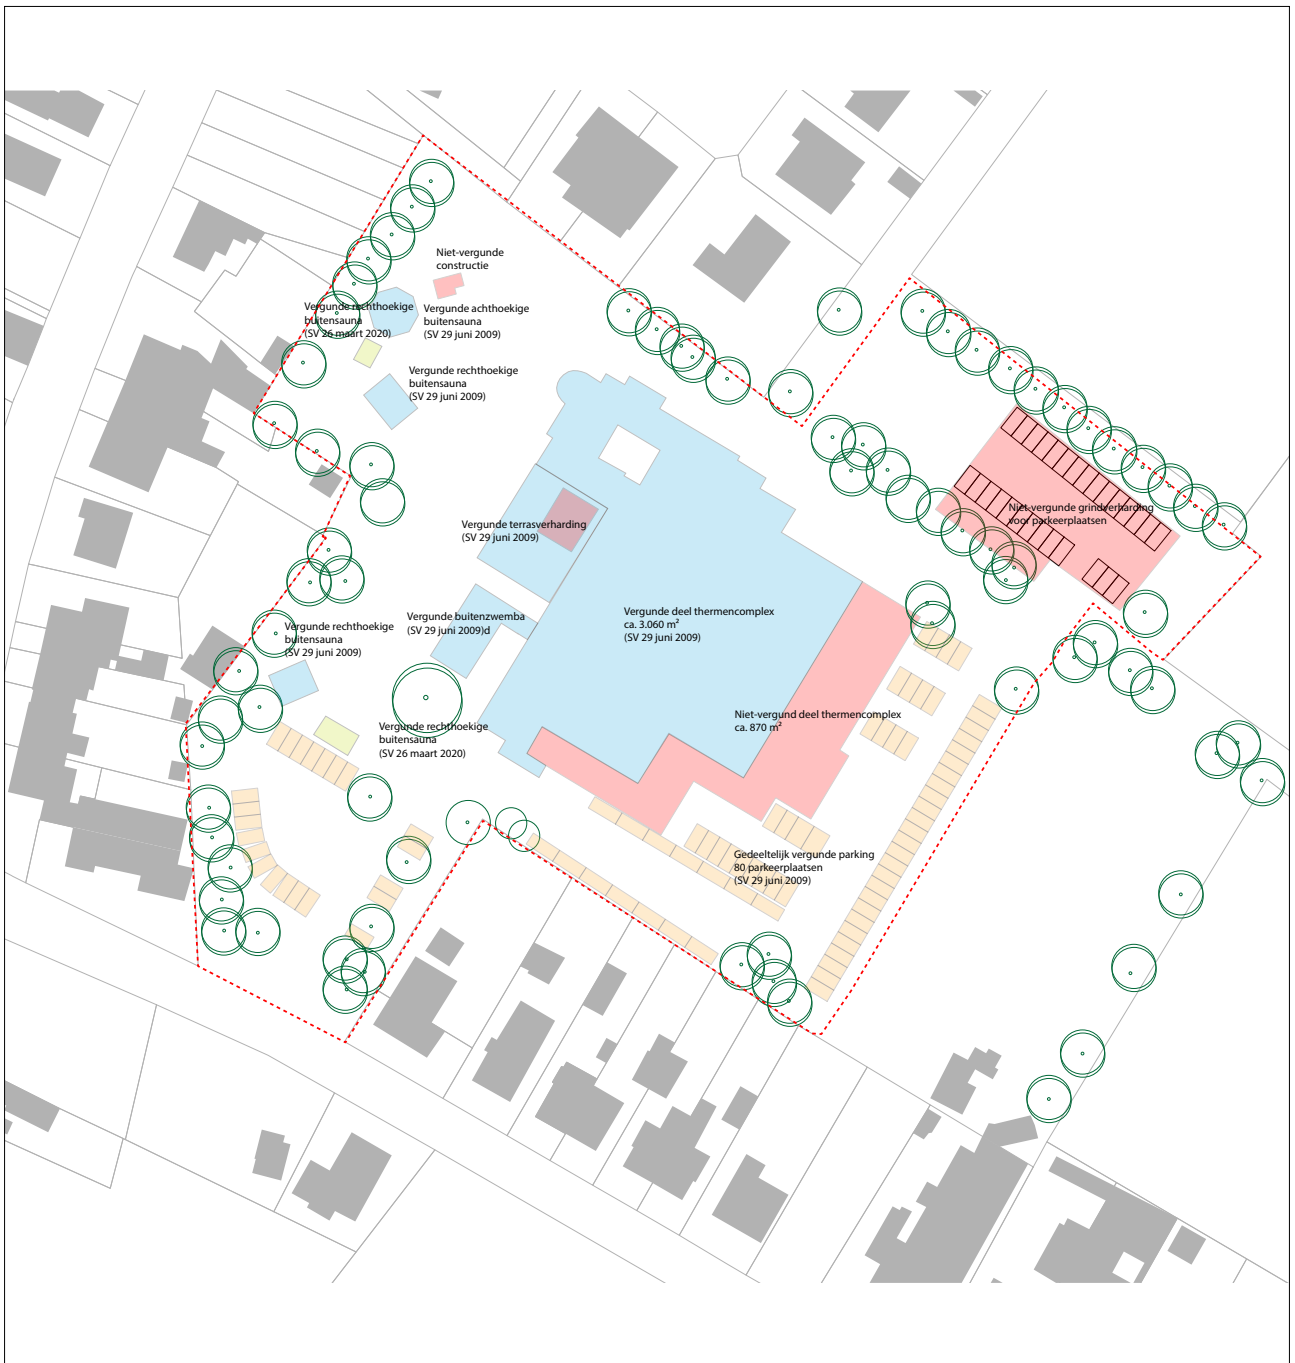 Niet-vergunde
constructie
Vergunde rechthoekige
buitensauna
(SV 26 maart 2020)
Vergunde achthoekige
buitensauna
(SV 29 juni 2009)
Vergunde rechthoekige
buitensauna
(SV 29 juni 2009)
Niet-vergunde grindverharding
voor parkeerplaatsen
Vergunde terrasverharding
(SV 29 juni 2009)
Vergunde buitenzwemba
(SV 29 juni 2009)d
Vergunde deel thermencomplex
ca. 3.060 m²
(SV 29 juni 2009)
Vergunde rechthoekige
buitensauna
(SV 29 juni 2009)
Niet-vergund deel thermencomplex
ca. 870 m²
Vergunde rechthoekige
buitensauna
(SV 26 maart 2020)
Gedeeltelijk vergunde parking
80 parkeerplaatsen
(SV 29 juni 2009)